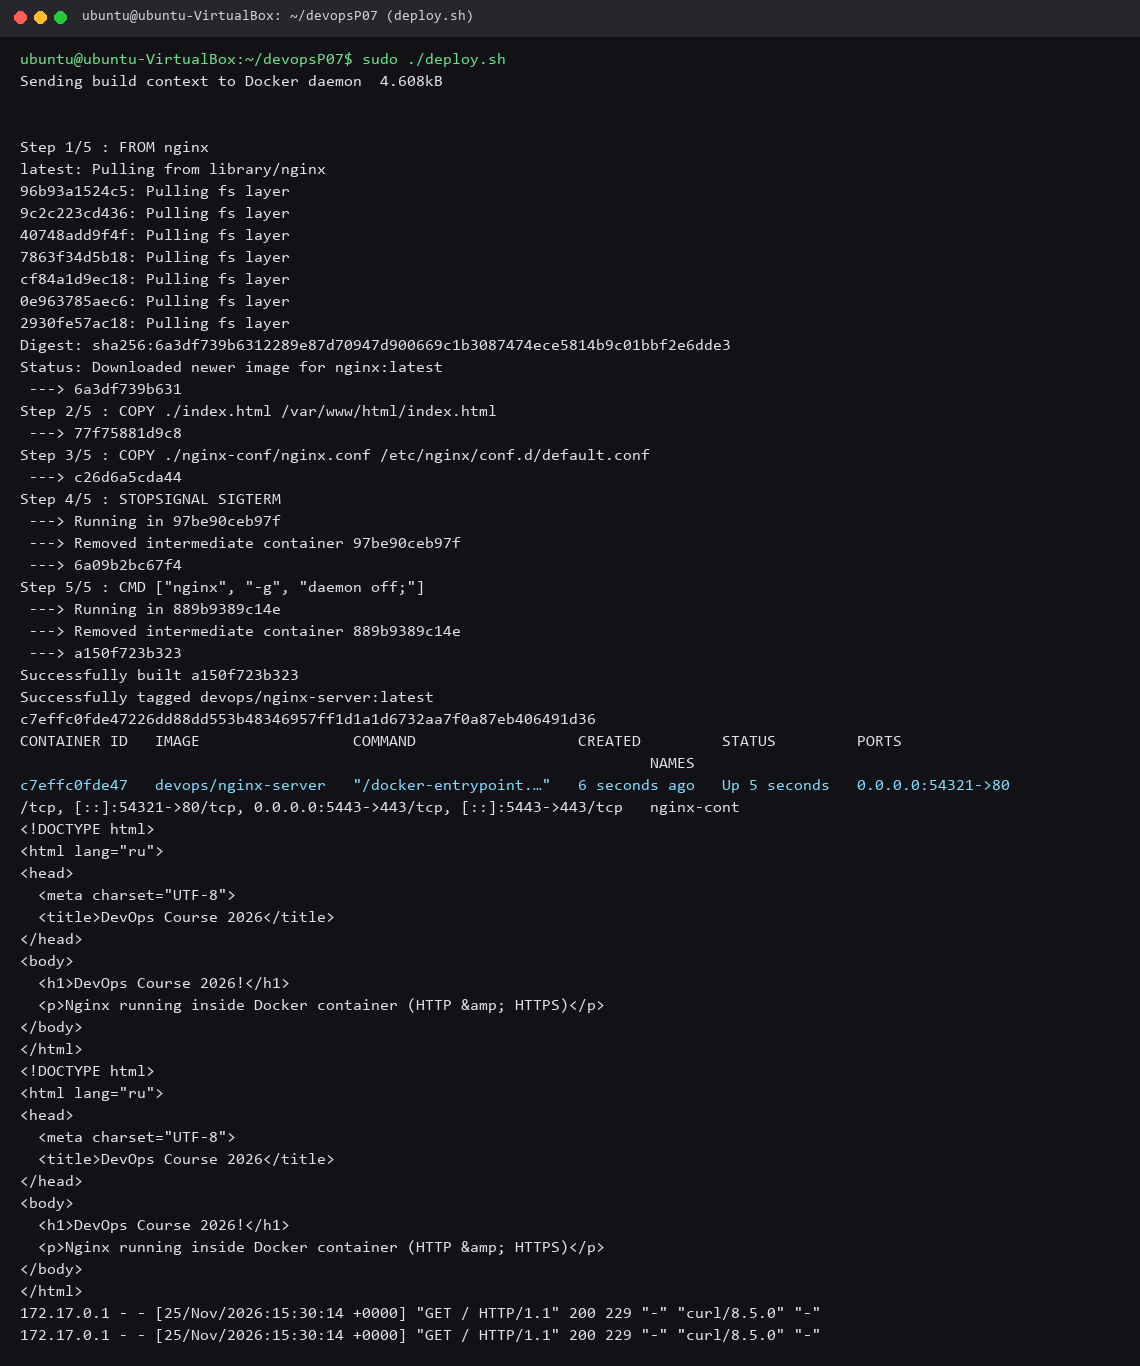 ubuntu@ubuntu-VirtualBox: ~/devopsP07 (deploy.sh)
ubuntu@ubuntu-VirtualBox:~/devopsP07$ sudo ./deploy.sh
Sending build context to Docker daemon  4.608kB
Step 1/5 : FROM nginx
latest: Pulling from library/nginx
96b93a1524c5: Pulling fs layer
9c2c223cd436: Pulling fs layer
40748add9f4f: Pulling fs layer
7863f34d5b18: Pulling fs layer
cf84a1d9ec18: Pulling fs layer
0e963785aec6: Pulling fs layer
2930fe57ac18: Pulling fs layer
Digest: sha256:6a3df739b6312289e87d70947d900669c1b3087474ece5814b9c01bbf2e6dde3
Status: Downloaded newer image for nginx:latest
 ---> 6a3df739b631
Step 2/5 : COPY ./index.html /var/www/html/index.html
 ---> 77f75881d9c8
Step 3/5 : COPY ./nginx-conf/nginx.conf /etc/nginx/conf.d/default.conf
 ---> c26d6a5cda44
Step 4/5 : STOPSIGNAL SIGTERM
 ---> Running in 97be90ceb97f
 ---> Removed intermediate container 97be90ceb97f
 ---> 6a09b2bc67f4
Step 5/5 : CMD ["nginx", "-g", "daemon off;"]
 ---> Running in 889b9389c14e
 ---> Removed intermediate container 889b9389c14e
 ---> a150f723b323
Successfully built a150f723b323
Successfully tagged devops/nginx-server:latest
c7effc0fde47226dd88dd553b48346957ff1d1a1d6732aa7f0a87eb406491d36
CONTAINER ID   IMAGE                 COMMAND                  CREATED         STATUS         PORTS
                                                                      NAMES
c7effc0fde47   devops/nginx-server   "/docker-entrypoint.…"   6 seconds ago   Up 5 seconds   0.0.0.0:54321->80
/tcp, [::]:54321->80/tcp, 0.0.0.0:5443->443/tcp, [::]:5443->443/tcp   nginx-cont
<!DOCTYPE html>
<html lang="ru">
<head>
  <meta charset="UTF-8">
  <title>DevOps Course 2026</title>
</head>
<body>
  <h1>DevOps Course 2026!</h1>
  <p>Nginx running inside Docker container (HTTP &amp; HTTPS)</p>
</body>
</html>
<!DOCTYPE html>
<html lang="ru">
<head>
  <meta charset="UTF-8">
  <title>DevOps Course 2026</title>
</head>
<body>
  <h1>DevOps Course 2026!</h1>
  <p>Nginx running inside Docker container (HTTP &amp; HTTPS)</p>
</body>
</html>
172.17.0.1 - - [25/Nov/2026:15:30:14 +0000] "GET / HTTP/1.1" 200 229 "-" "curl/8.5.0" "-"
172.17.0.1 - - [25/Nov/2026:15:30:14 +0000] "GET / HTTP/1.1" 200 229 "-" "curl/8.5.0" "-"